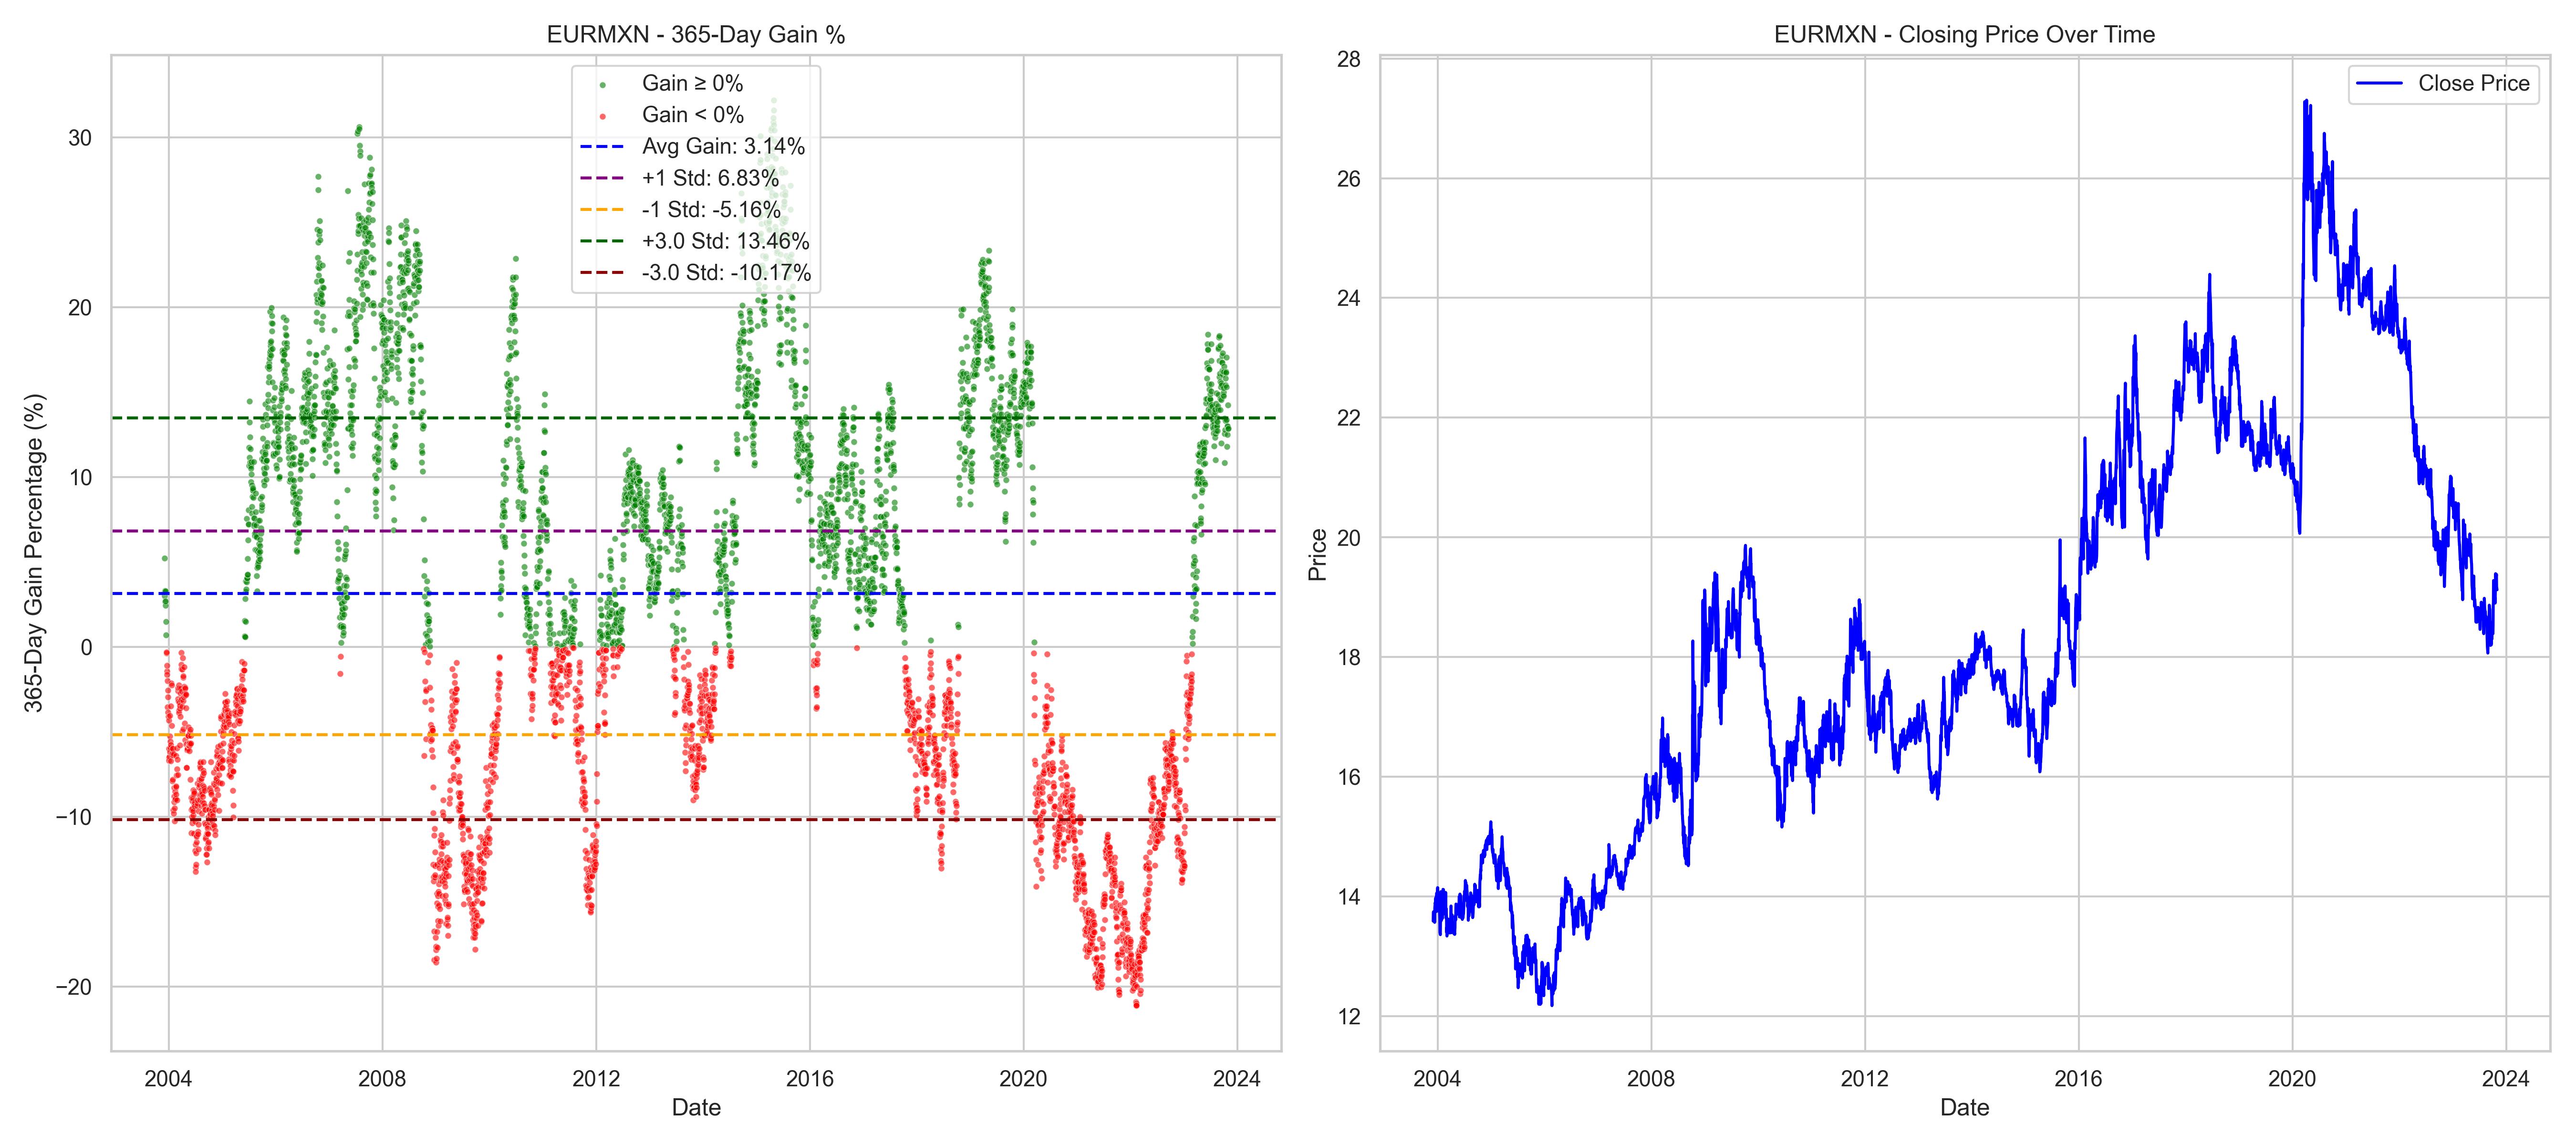 EURMXN - 365-Day Gain %
Gain ≥ 0%
Gain < 0%
Avg Gain: 3.14%
+1 Std: 6.83%
-1 Std: -5.16%
+3.0 Std: 13.46%
-3.0 Std: -10.17%
365-Day Gain Percentage (%)
30
20
10
0
−10
−20
2004
2008
2012
2016
2020
2024
Date
EURMXN - Closing Price Over Time
Close Price
Price
28
26
24
22
20
18
16
14
12
2004
2008
2012
2016
2020
2024
Date